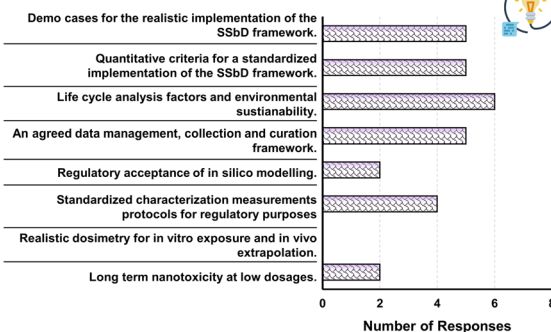 Demo cases for the realistic implementation of the
SSbD framework.
Quantitative criteria for a standardized
implementation of the SSbD framework.
Life cycle analysis factors and environmental
sustianability.
An agreed data management, collection and curation
framework.
Regulatory acceptance of in silico modelling.
Standardized characterization measurements
protocols for regulatory purposes
Realistic dosimetry for in vitro exposure and in vivo
extrapolation.
Long term nanotoxicity at low dosages.
0 2 4 6 8
Number of Responses